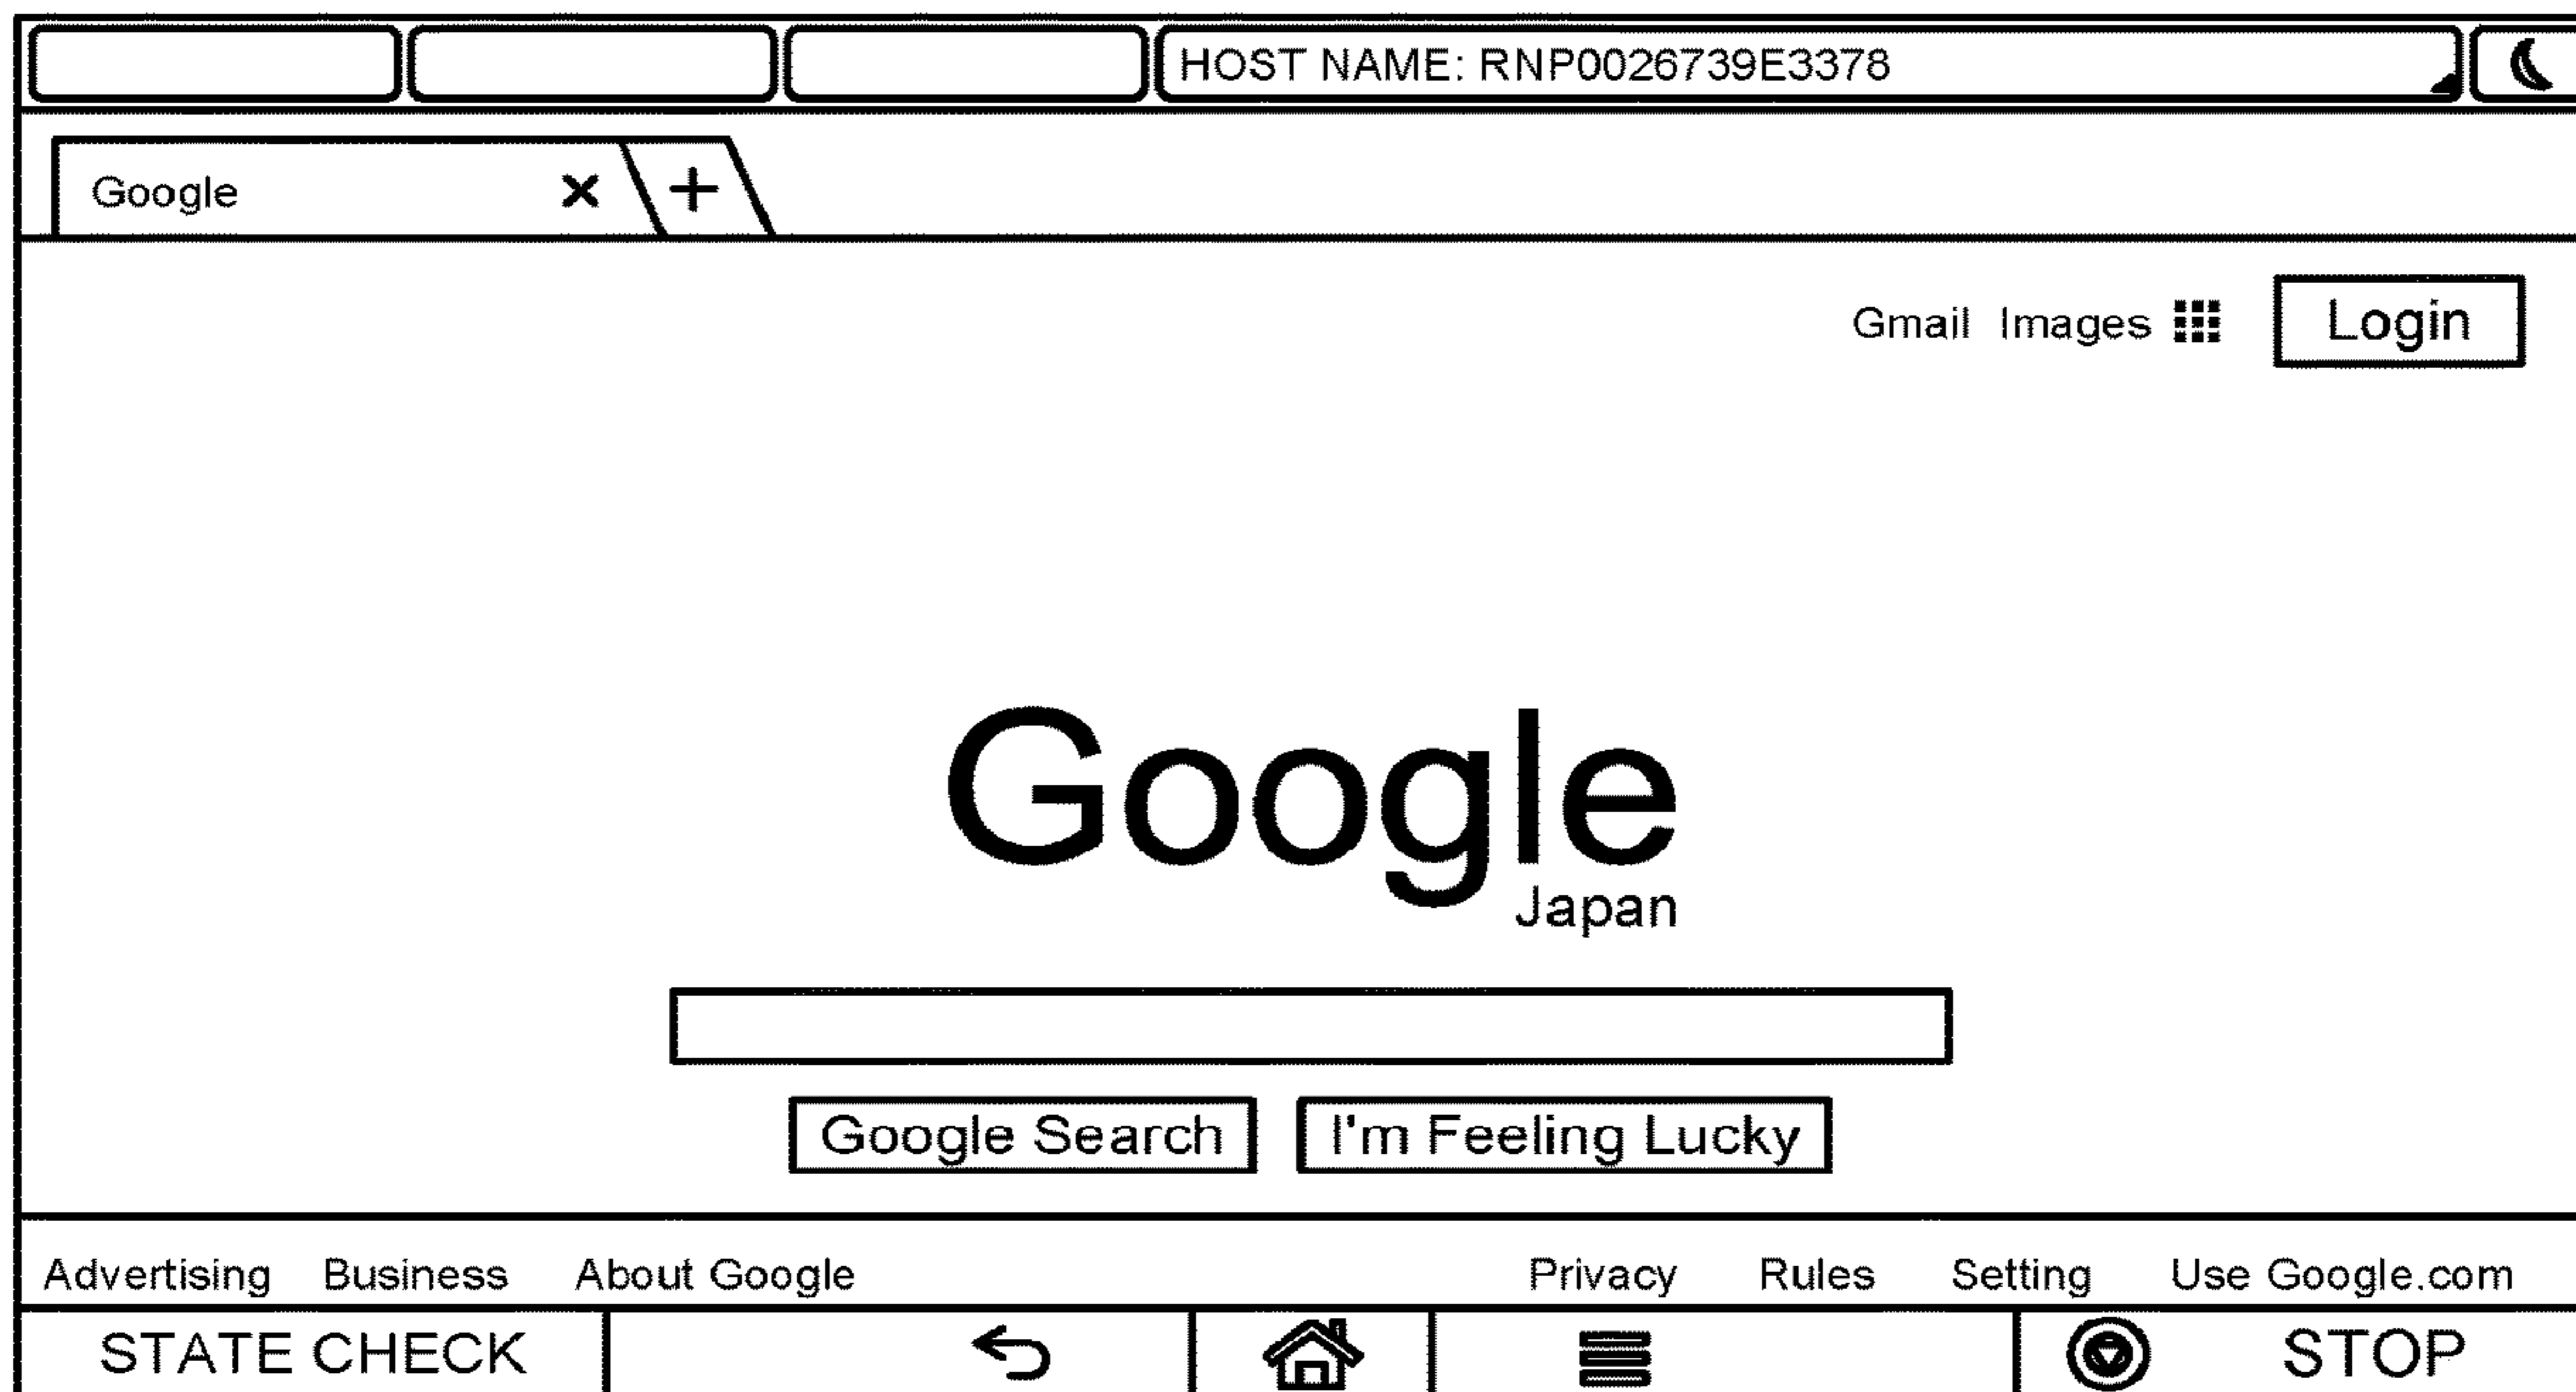 HOST NAME: RNP0026739E3378
Google
Gmail Images Login
Google
Japan
Google Search I'm Feeling Lucky
Advertising Business About Google Privacy Rules Setting Use Google.com
STATE CHECK STOP